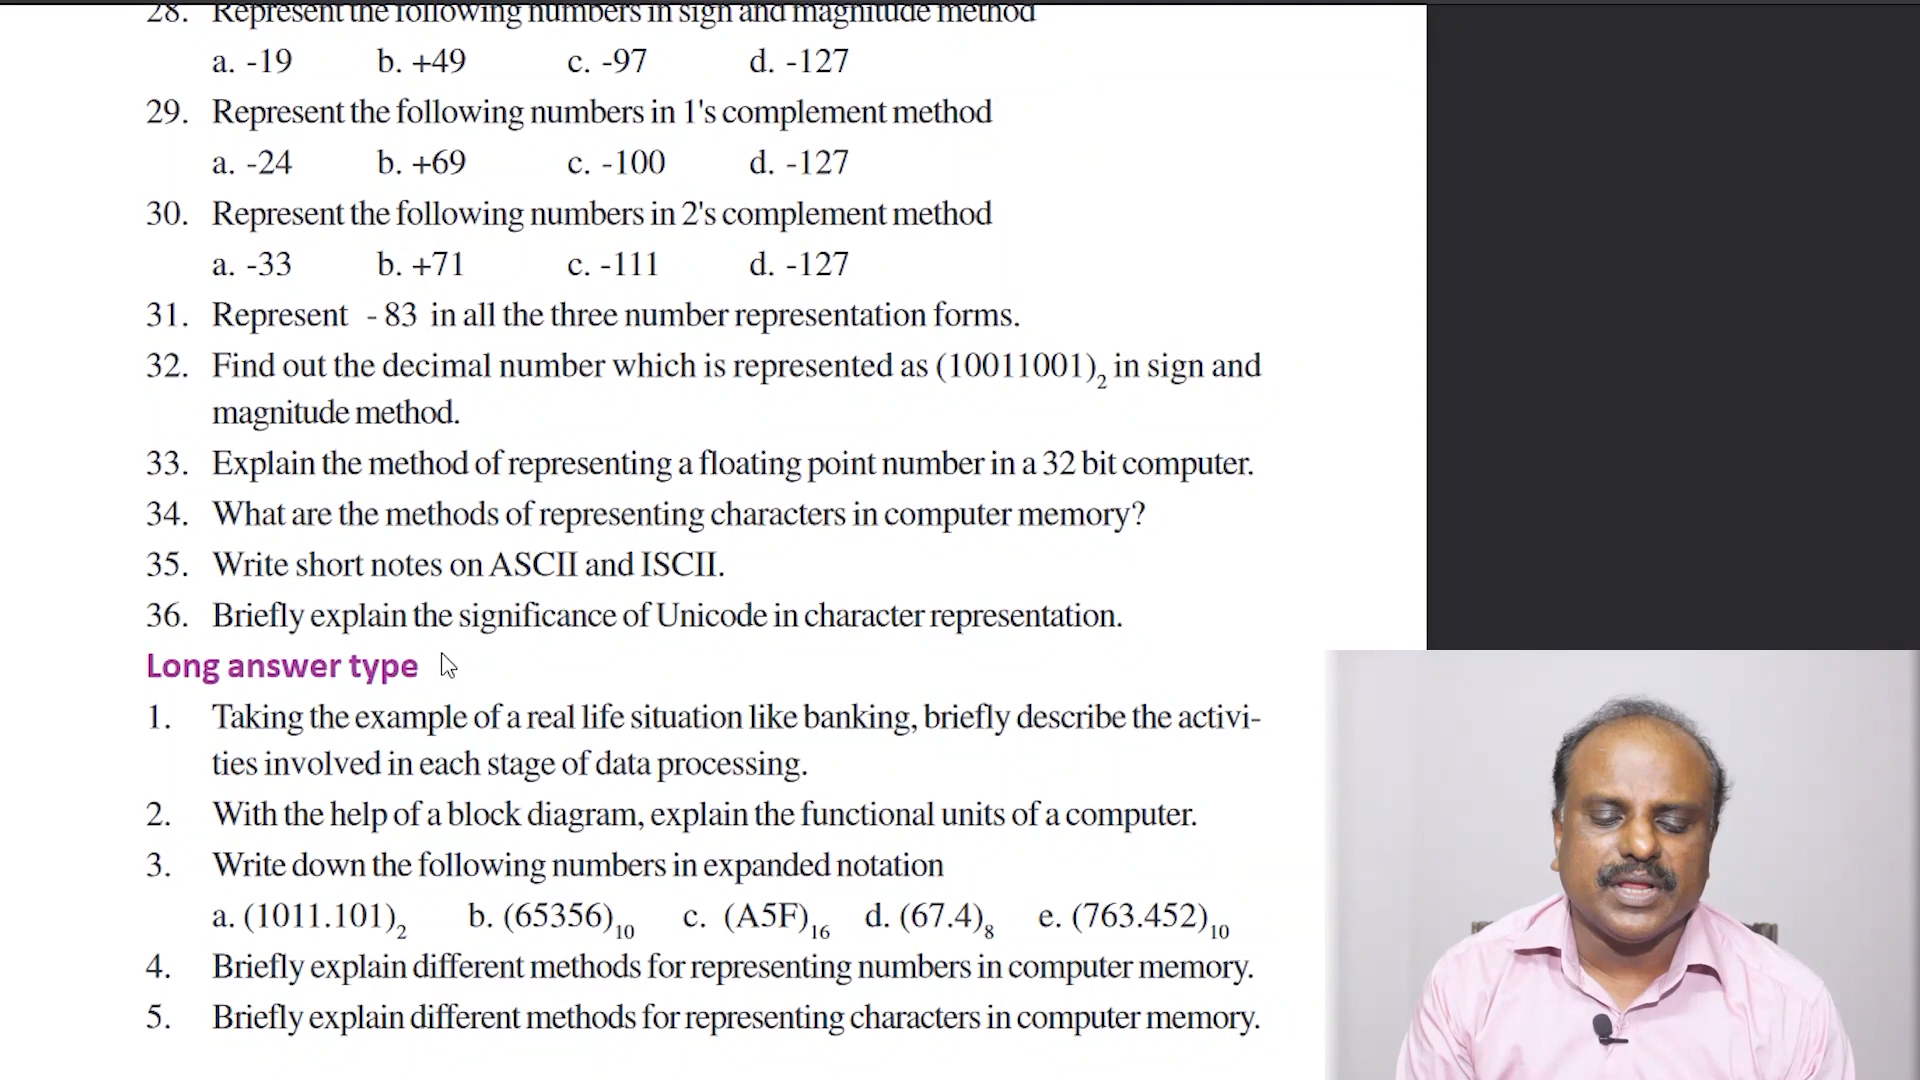 28. Represent the following numbers in sign and magnitude method
a. -19 b. +49 c. -97 d. -127
29. Represent the following numbers in 1's complement method
a. -24 b. +69 c. -100 d. -127
30. Represent the following numbers in 2's complement method
a. -33 b. +71 c. -111 d. -127
31. Represent - 83 in all the three number representation forms.
32. Find out the decimal number which is represented as (10011001)₂ in sign and
magnitude method.
33. Explain the method of representing a floating point number in a 32 bit computer.
34. What are the methods of representing characters in computer memory?
35. Write short notes on ASCII and ISCII.
36. Briefly explain the significance of Unicode in character representation.
Long answer type
1. Taking the example of a real life situation like banking, briefly describe the activi-
ties involved in each stage of data processing.
2. With the help of a block diagram, explain the functional units of a computer.
3. Write down the following numbers in expanded notation
a. (1011.101)₂ b. (65356)₁₀ c. (A5F)₁₆ d. (67.4)₈ e. (763.452)₁₀
4. Briefly explain different methods for representing numbers in computer memory.
5. Briefly explain different methods for representing characters in computer memory.